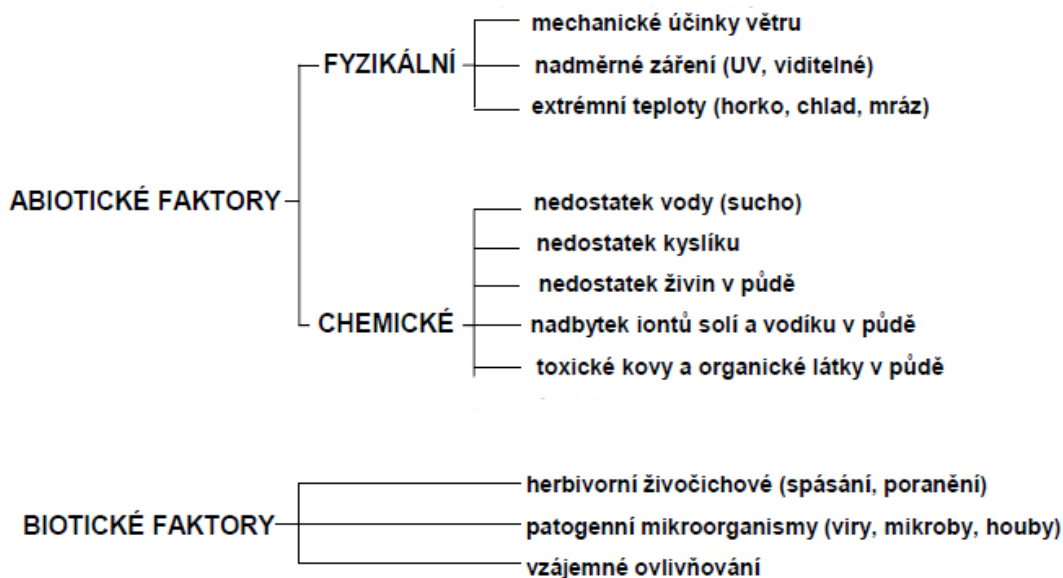 mechanické účinky větru
FYZIKÁLNÍ
nadměrné záření (UV, viditelné)
extrémní teploty (horko, chlad, mráz)
ABIOTICKÉ FAKTORY
nedostatek vody (sucho)
nedostatek kyslíku
nedostatek živin v půdě
CHEMICKÉ
nadbytek iontů solí a vodíku v půdě
toxické kovy a organické látky v půdě
herbivorní živočichové (spásání, poranění)
BIOTICKÉ FAKTORY
patogenní mikroorganismy (viry, mikroby, houby)
vzájemné ovlivňování